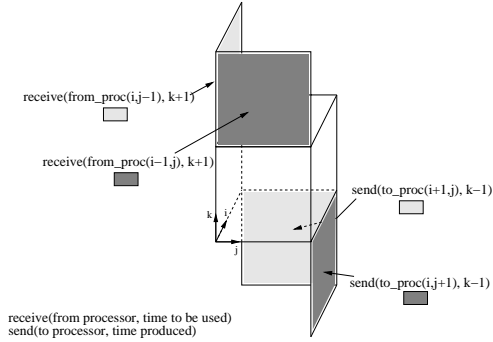 receive(from_proc(i,j−1), k+1)
receive(from_proc(i−1,j), k+1)
send(to_proc(i+1,j), k−1)
k
i
j
send(to_proc(i,j+1), k−1)
receive(from processor, time to be used)
send(to processor, time produced)